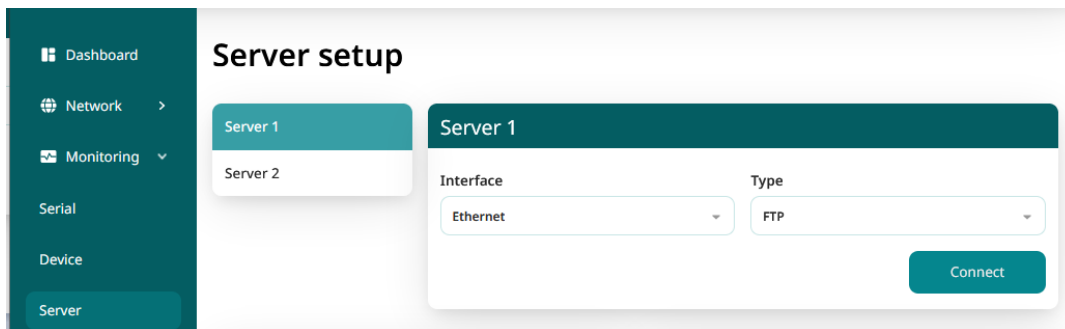 Dashboard
Network
Monitoring
Serial
Device
Server
Server setup
Server 1
Server 2
Server 1
Interface
Type
Ethernet
FTP
Connect